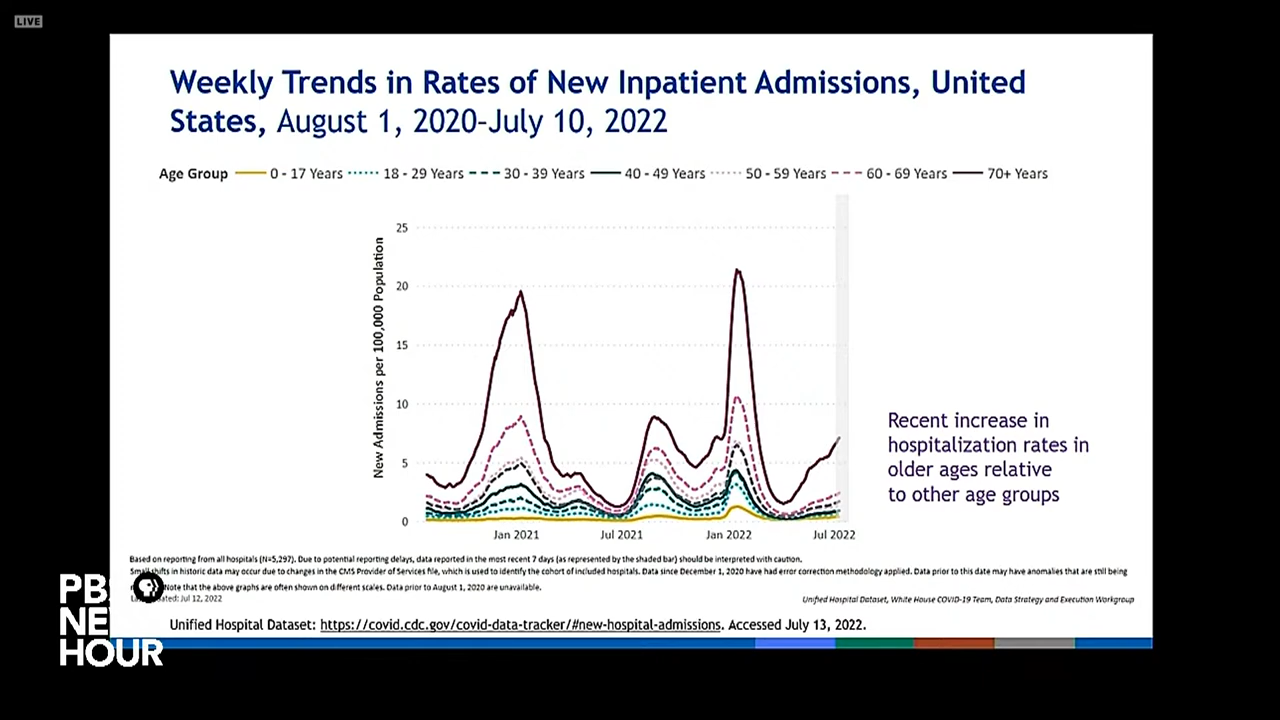 LIVE
Weekly Trends in Rates of New Inpatient Admissions, United
States, August 1, 2020–July 10, 2022
Age Group 0 - 17 Years 18 - 29 Years 30 - 39 Years 40 - 49 Years 50 - 59 Years 60 - 69 Years 70+ Years
New Admissions per 100,000 Population
25
20
15
10
5
0
Jan 2021 Jul 2021 Jan 2022 Jul 2022
Recent increase in
hospitalization rates in
older ages relative
to other age groups
Based on reporting from all hospitals (N=5,297). Due to potential reporting delays, data reported in the most recent 7 days (as represented by the shaded bar) should be interpreted with caution.
Small shifts in historic data may occur due to changes in the CMS Provider of Services file, which is used to identify the cohort of included hospitals. Data since December 1, 2020 have had error correction methodology applied. Data prior to this date may have anomalies that are still being
Note that the above graphs are often shown on different scales. Data prior to August 1, 2020 are unavailable.
Jul 12, 2022
Unified Hospital Dataset, White House COVID-19 Team, Data Strategy and Execution Workgroup
Unified Hospital Dataset: https://covid.cdc.gov/covid-data-tracker/#new-hospital-admissions. Accessed July 13, 2022.
PBS
NEWS
HOUR